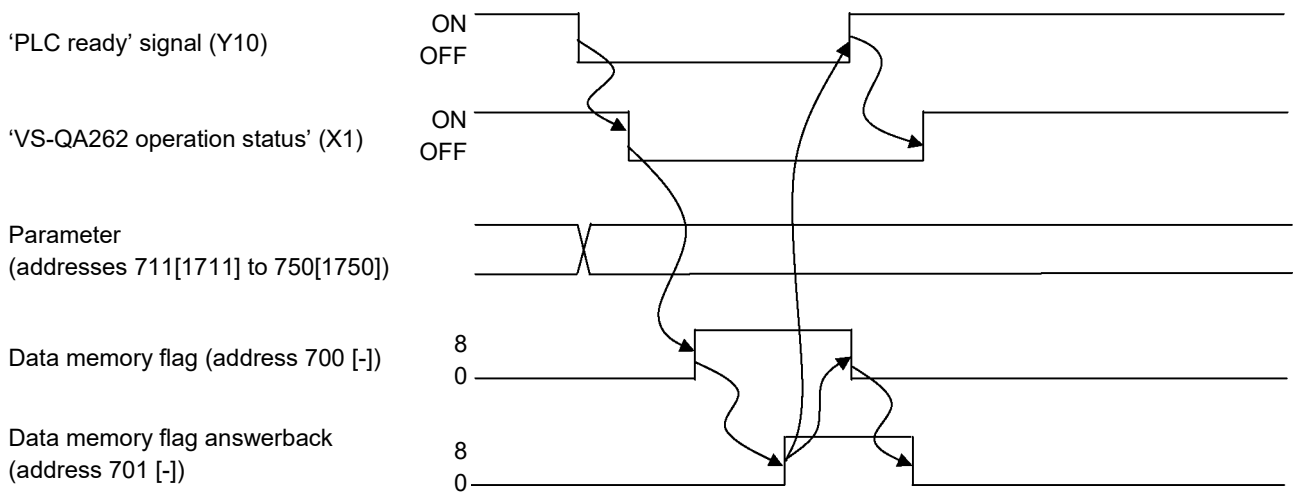 ON
‘PLC ready’ signal (Y10)
OFF
ON
‘VS-QA262 operation status’ (X1)
OFF
Parameter
(addresses 711[1711] to 750[1750])
8
Data memory flag (address 700 [-])
0
Data memory flag answerback
8
(address 701 [-])
0